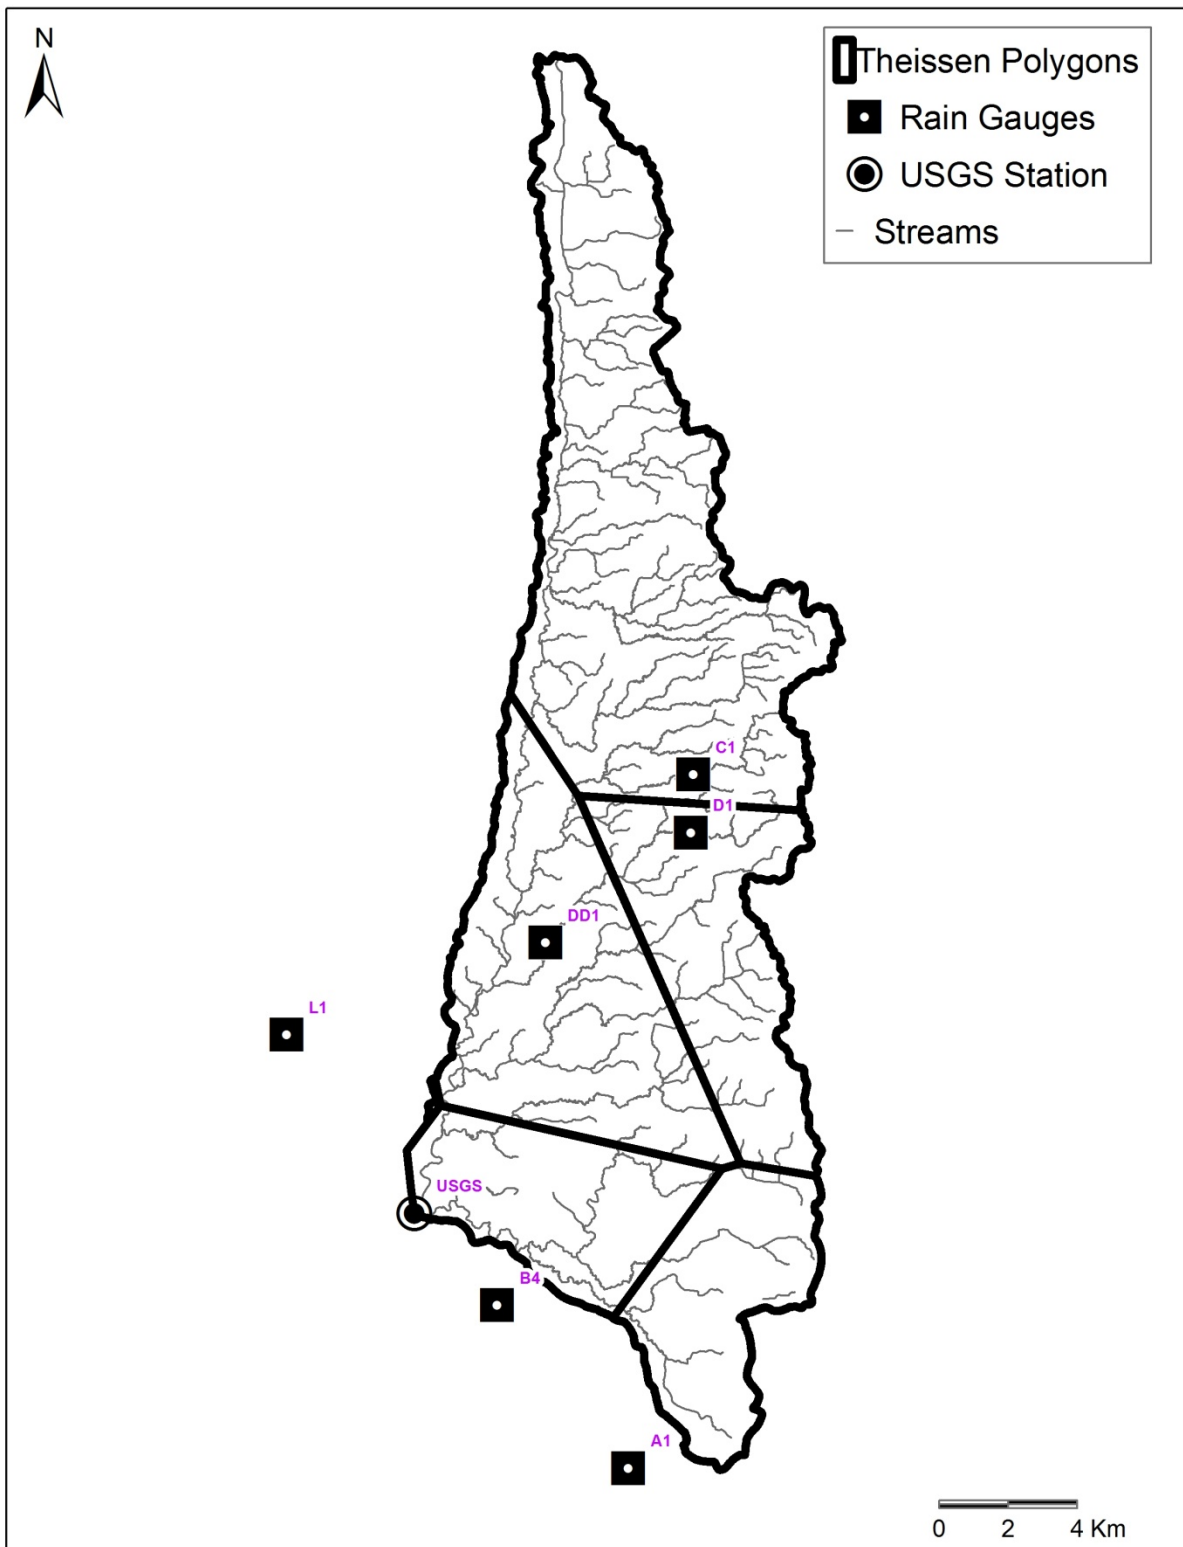 N
Theissen Polygons
Rain Gauges
USGS Station
Streams
C1
D1
DD1
L1
USGS
B4
A1
0 2 4 Km